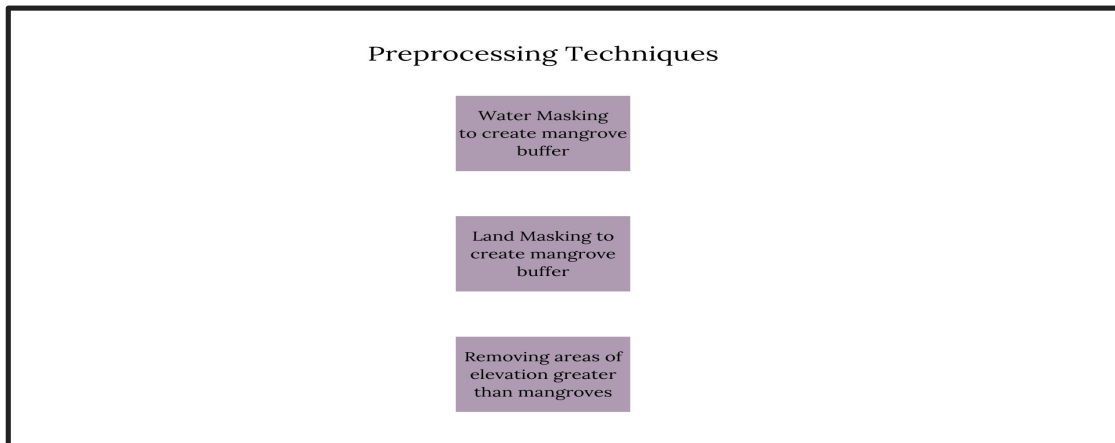 Preprocessing Techniques
Water Masking
to create mangrove
buffer
Land Masking to
create mangrove
buffer
Removing areas of
elevation greater
than mangroves